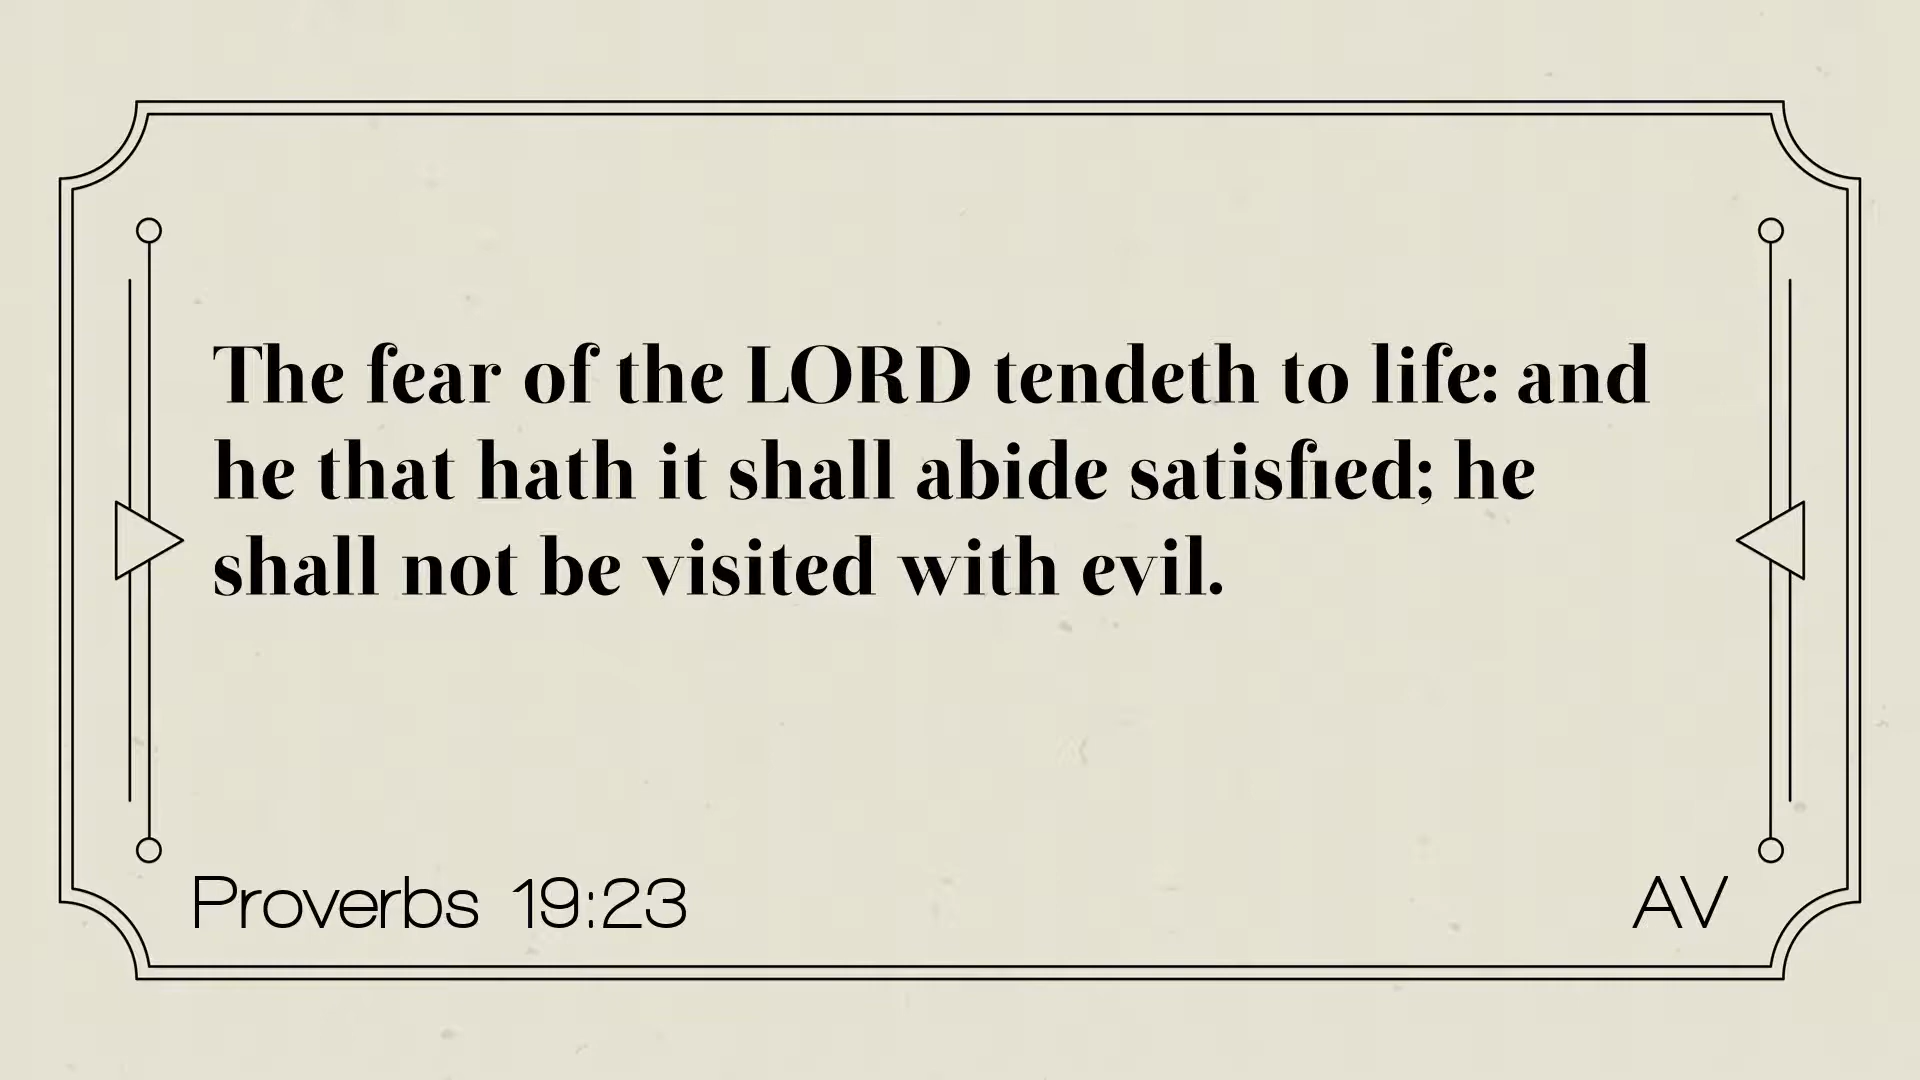 The fear of the LORD tendeth to life: and
he that hath it shall abide satisfied; he
shall not be visited with evil.
Proverbs 19:23
AV